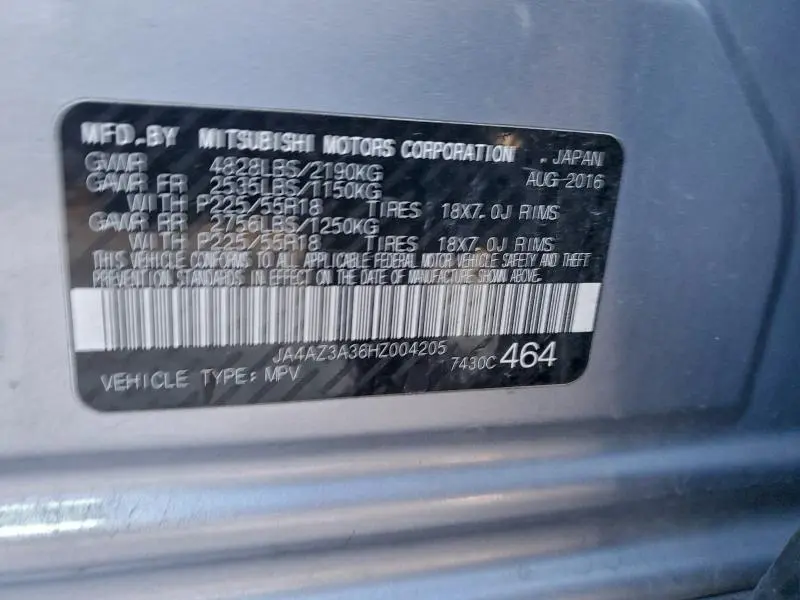 MFD.BY MITSUBISHI MOTORS CORPORATION . JAPAN
GVWR 4828LBS/2190KG AUG 2016
GAWR FR 2535LBS/1150KG
WITH P225/55R18 TIRES 18X7.0J RIMS
GAWR RR 2756LBS/1250KG
WITH P225/55R18 TIRES 18X7.0J RIMS
THIS VEHICLE CONFORMS TO ALL APPLICABLE FEDERAL MOTOR VEHICLE SAFETY AND THEFT
PREVENTION STANDARDS IN EFFECT ON THE DATE OF MANUFACTURE SHOWN ABOVE.
JA4AZ3A36HZ004205
7430C 464
VEHICLE TYPE: MPV